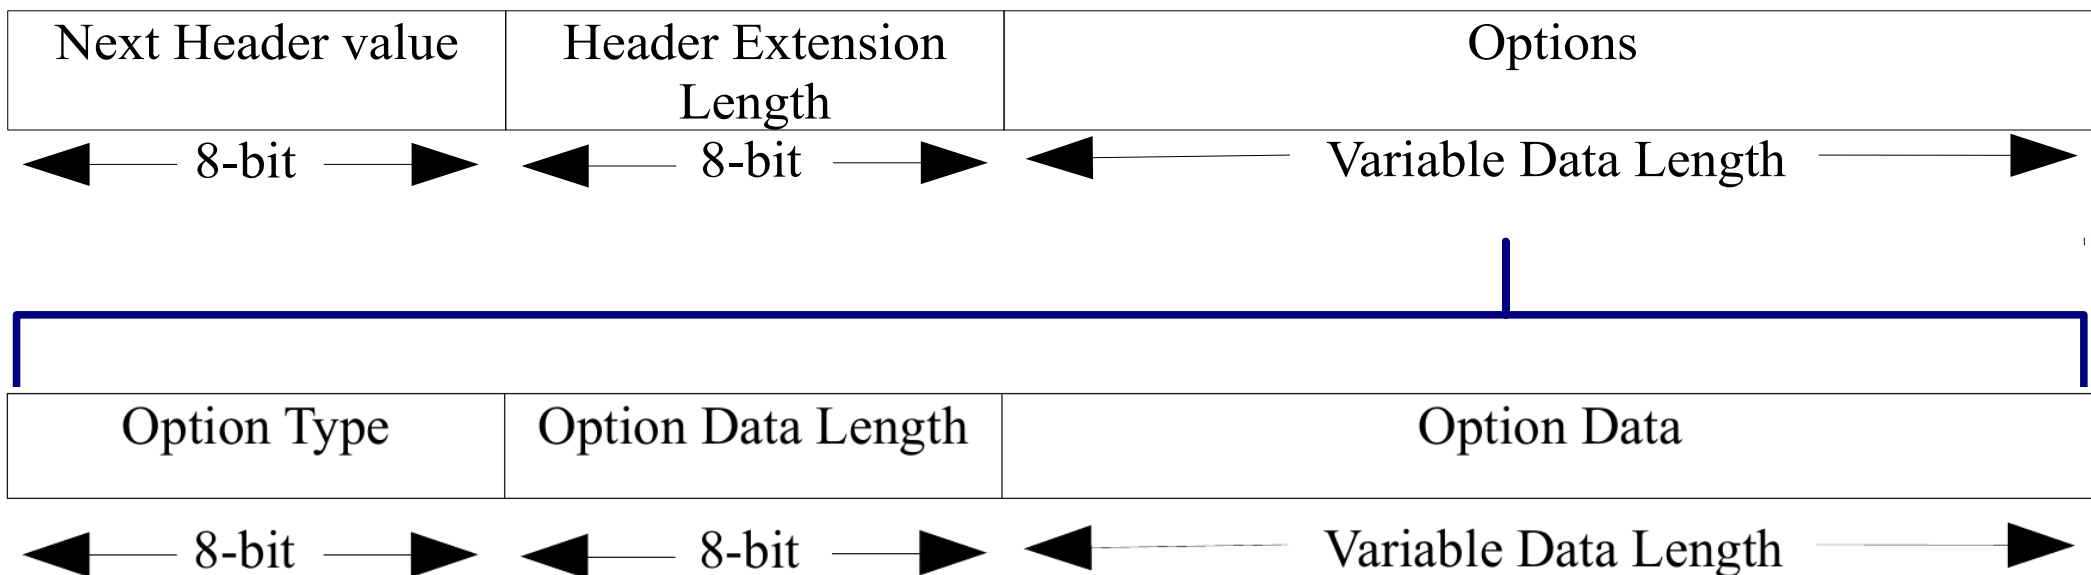 Next Header value
Header Extension
Length
Options
8-bit
8-bit
Variable Data Length
Option Type
Option Data Length
Option Data
8-bit
8-bit
Variable Data Length